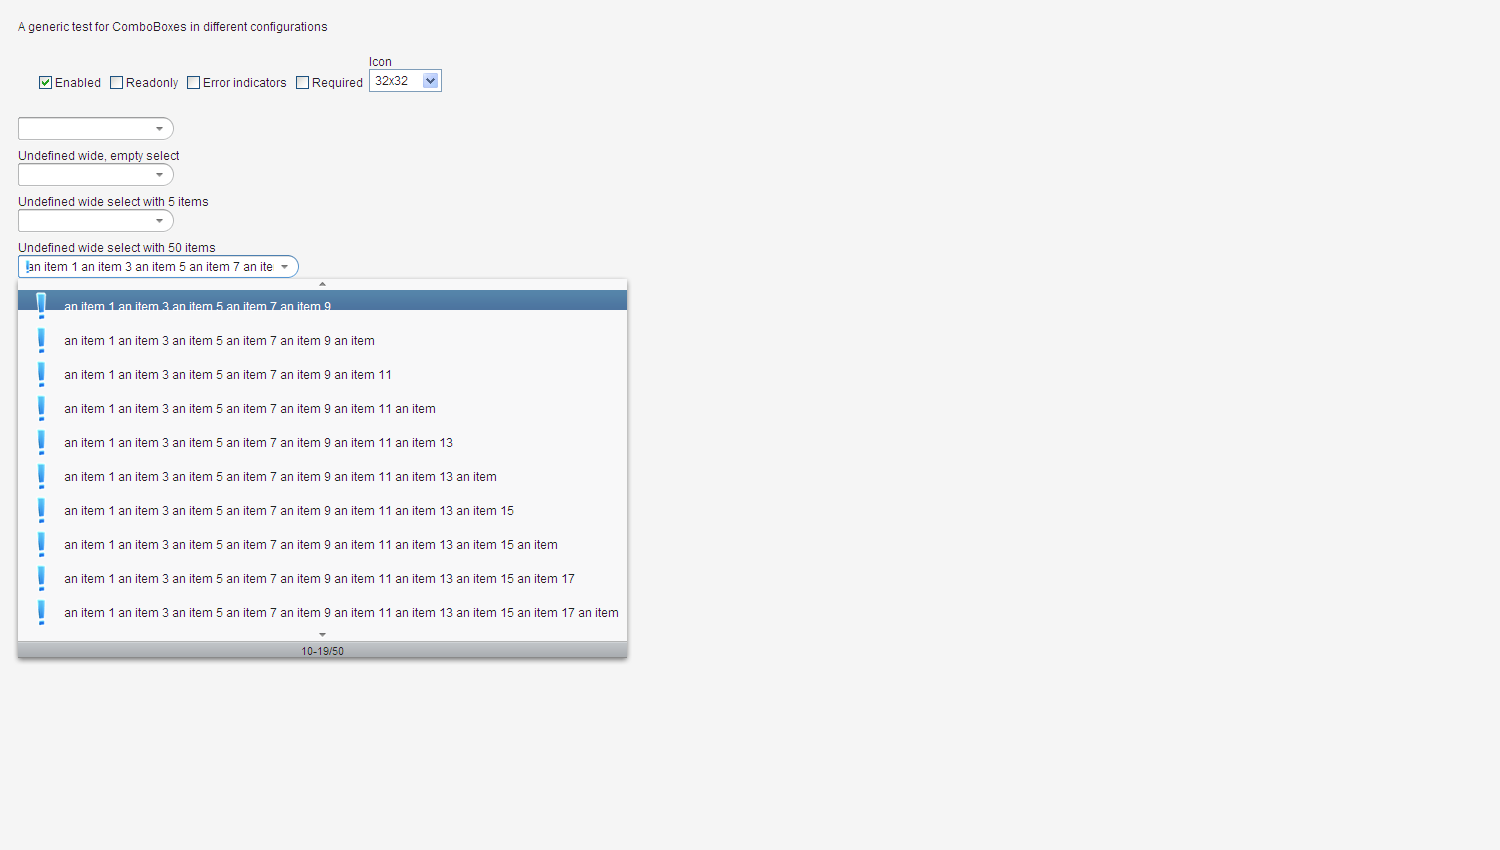 A generic test for ComboBoxes in different configurations
Icon
Enabled Readonly Error indicators Required 32x32
Undefined wide, empty select
Undefined wide select with 5 items
Undefined wide select with 50 items
an item 1 an item 3 an item 5 an item 7 an ite
an item 1 an item 3 an item 5 an item 7 an item 9
an item 1 an item 3 an item 5 an item 7 an item 9 an item
an item 1 an item 3 an item 5 an item 7 an item 9 an item 11
an item 1 an item 3 an item 5 an item 7 an item 9 an item 11 an item
an item 1 an item 3 an item 5 an item 7 an item 9 an item 11 an item 13
an item 1 an item 3 an item 5 an item 7 an item 9 an item 11 an item 13 an item
an item 1 an item 3 an item 5 an item 7 an item 9 an item 11 an item 13 an item 15
an item 1 an item 3 an item 5 an item 7 an item 9 an item 11 an item 13 an item 15 an item
an item 1 an item 3 an item 5 an item 7 an item 9 an item 11 an item 13 an item 15 an item 17
an item 1 an item 3 an item 5 an item 7 an item 9 an item 11 an item 13 an item 15 an item 17 an item
10-19/50